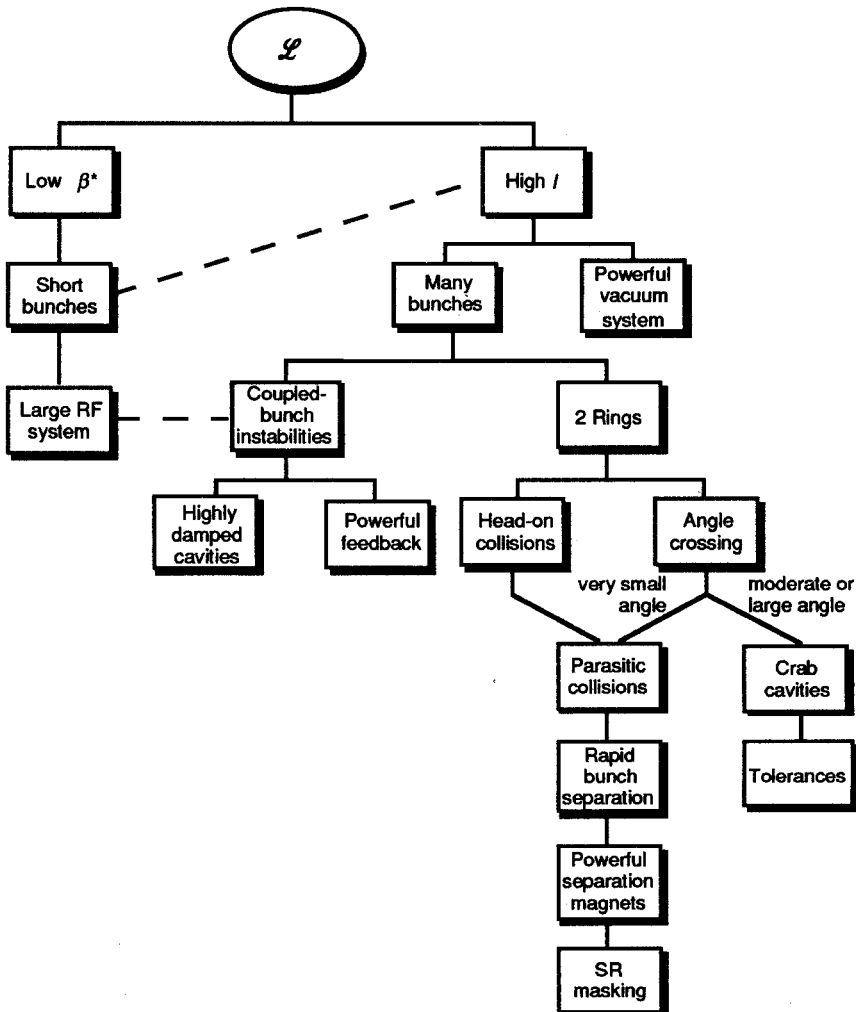 ℒ
Low β*
High I
Short
bunches
Many
bunches
Powerful
vacuum
system
Large RF
system
Coupled-
bunch
instabilities
2 Rings
Highly
damped
cavities
Powerful
feedback
Head-on
collisions
Angle
crossing
very small
angle
moderate or
large angle
Parasitic
collisions
Crab
cavities
Rapid
bunch
separation
Tolerances
Powerful
separation
magnets
SR
masking